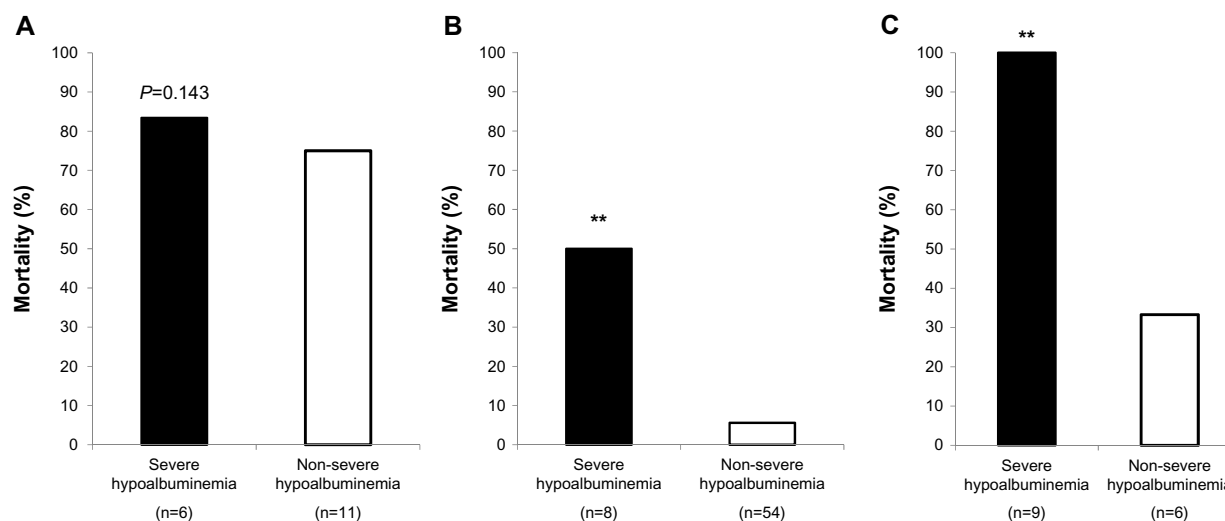 A
Mortality (%)
100
90
80
70
60
50
40
30
20
10
0
P=0.143
Severe
hypoalbuminemia
(n=6)
Non-severe
hypoalbuminemia
(n=11)
B
Mortality (%)
100
90
80
70
60
50
40
30
20
10
0
**
Severe
hypoalbuminemia
(n=8)
Non-severe
hypoalbuminemia
(n=54)
C
Mortality (%)
100
90
80
70
60
50
40
30
20
10
0
**
Severe
hypoalbuminemia
(n=9)
Non-severe
hypoalbuminemia
(n=6)